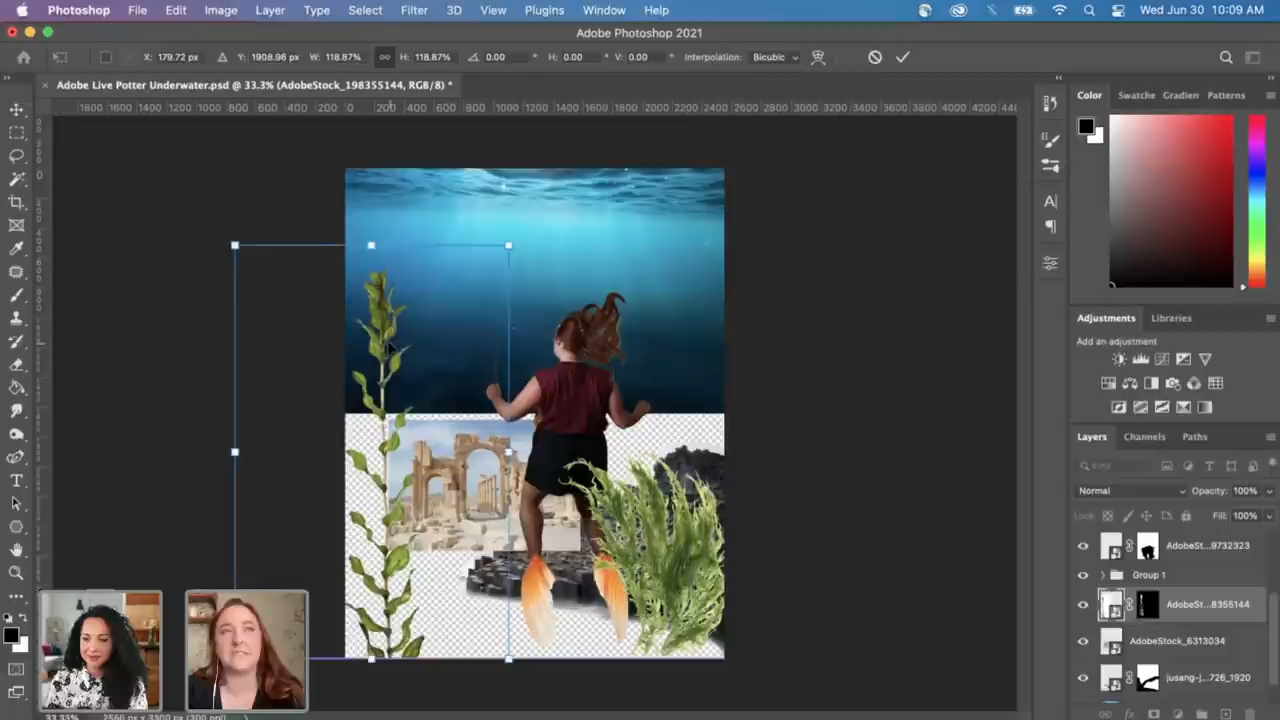 Photoshop File Edit Image Layer Type Select Filter 3D View Plugins Window Help Wed Jun 30 10:09 AM
Adobe Photoshop 2021
X: 179.72 px Y: 1908.96 px W: 118.87% H: 118.87% 0.00 ° H: 0.00 ° V: 0.00 ° Interpolation: Bicubic
Adobe Live Potter Underwater.psd @ 33.3% (AdobeStock_198355144, RGB/8) *
1800 1600 1400 1200 1000 800 600 400 200 0 200 400 600 800 1000 1200 1400 1600 1800 2000 2200 2400 2600 2800 3000 3200 3400 3600 3800 4000 4200
Color Swatche Gradien Patterns
Adjustments Libraries
Add an adjustment
Layers Channels Paths
Kind
Normal Opacity: 100%
Lock: Fill: 100%
AdobeSt...9732323
Group 1
AdobeSt...8355144
AdobeStock_6313034
jusang-j...726_1920
33.33% 2560 px x 3300 px (300 ppi)